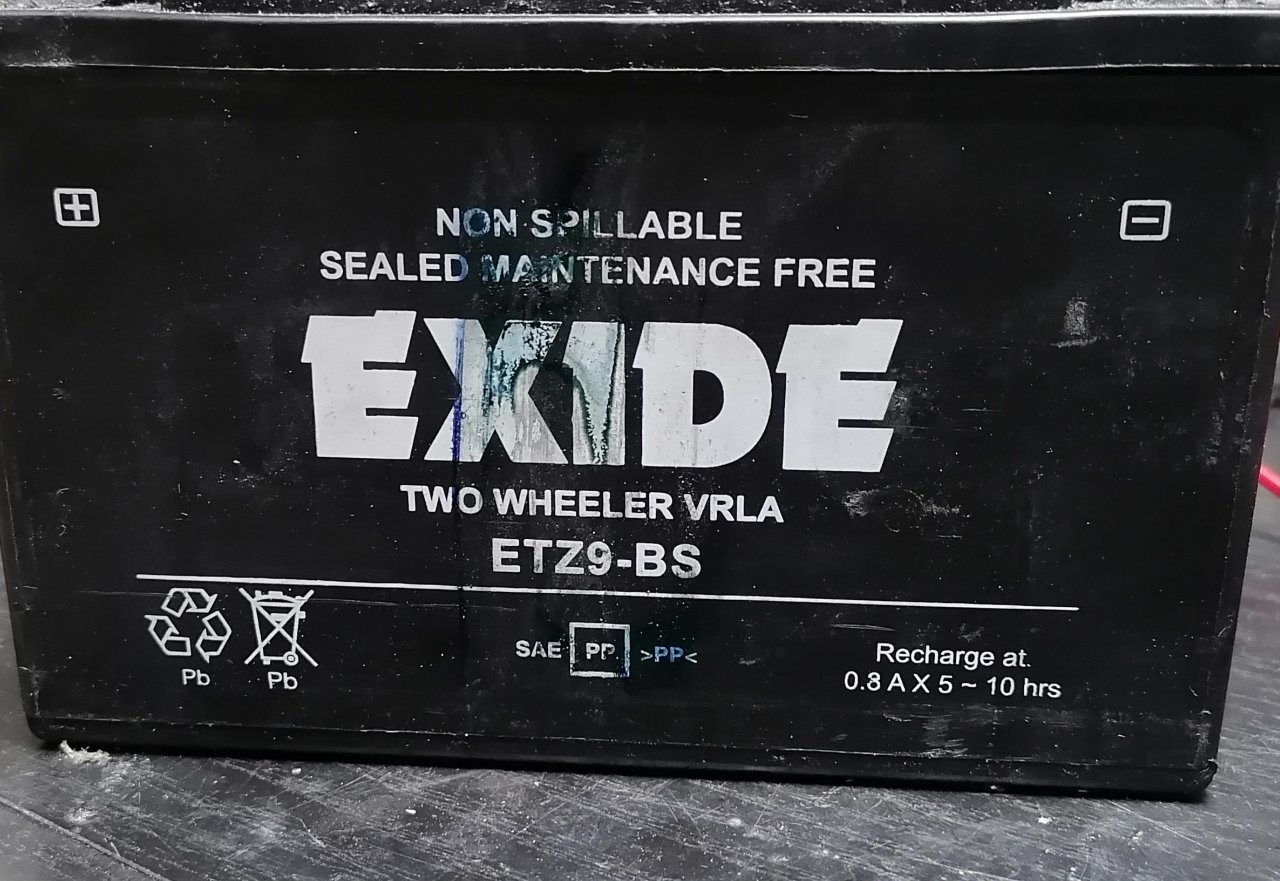 NON SPILLABLE
SEALED MAINTENANCE FREE
EXIDE
TWO WHEELER VRLA
ETZ9-BS
Pb
Pb
SAE PP >PP<
Recharge at.
0.8 A X 5 ~ 10 hrs